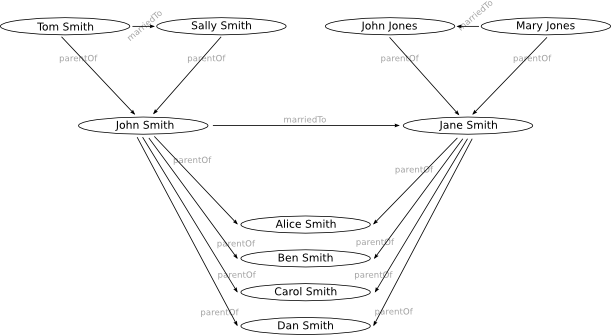 Tom Smith
marriedTo
Sally Smith
John Jones
marriedTo
Mary Jones
parentOf
parentOf
parentOf
parentOf
John Smith
marriedTo
Jane Smith
parentOf
parentOf
Alice Smith
parentOf
parentOf
Ben Smith
parentOf
parentOf
Carol Smith
parentOf
parentOf
Dan Smith